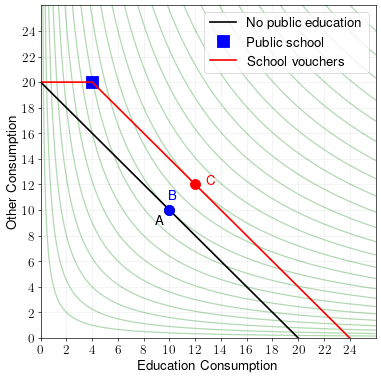 No public education
Public school
School vouchers
24
22
20
18
16
14
12
10
8
6
4
2
0
Other Consumption
C
B
A
0 2 4 6 8 10 12 14 16 18 20 22 24
Education Consumption